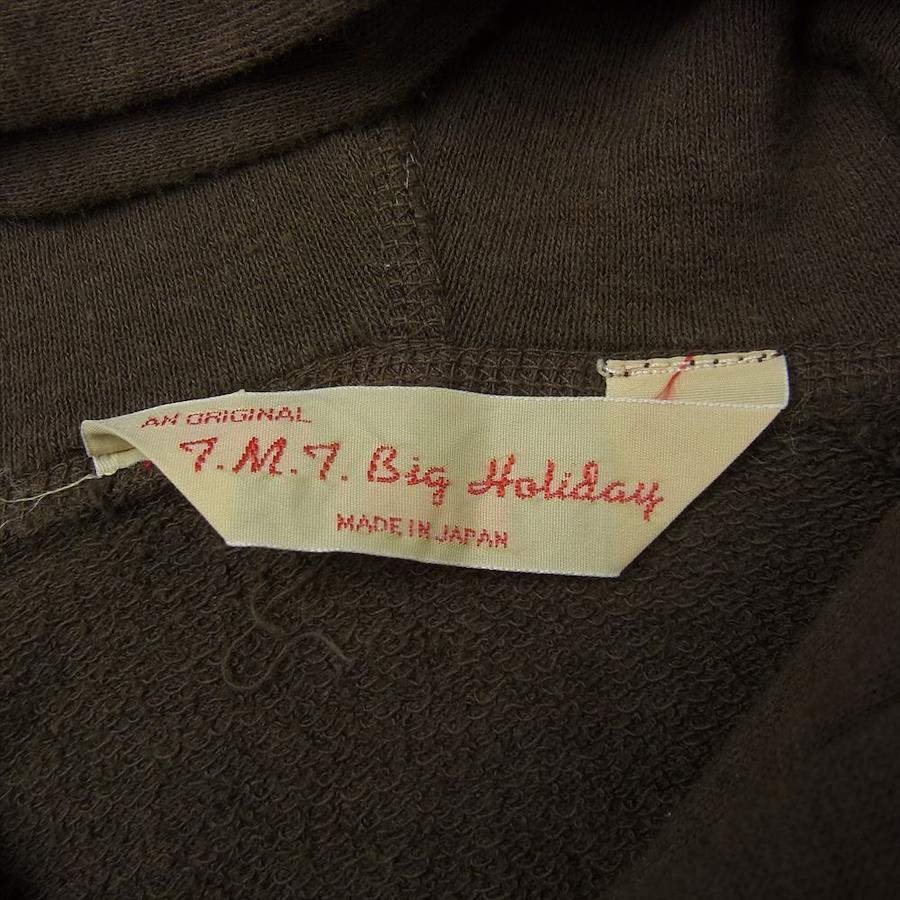 AN ORIGINAL
T.M.T. Big Holiday
MADE IN JAPAN